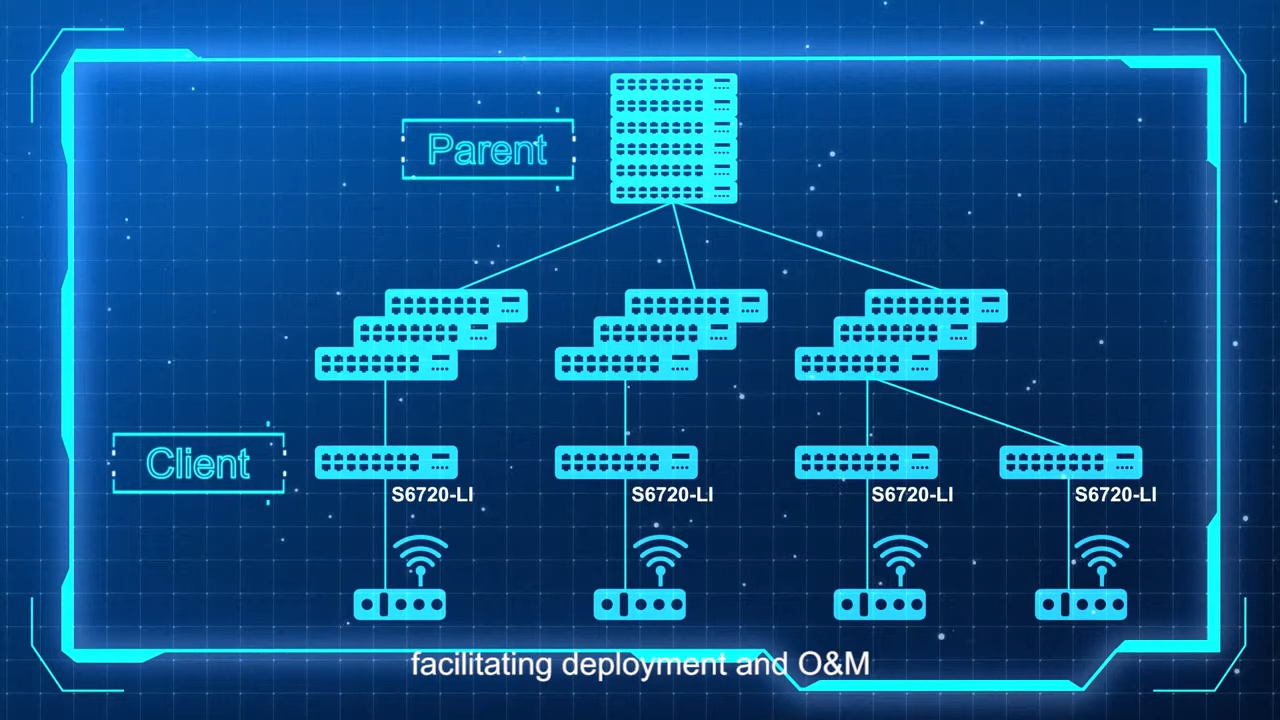 Parent
Client
S6720-LI
S6720-LI
S6720-LI
S6720-LI
facilitating deployment and O&M